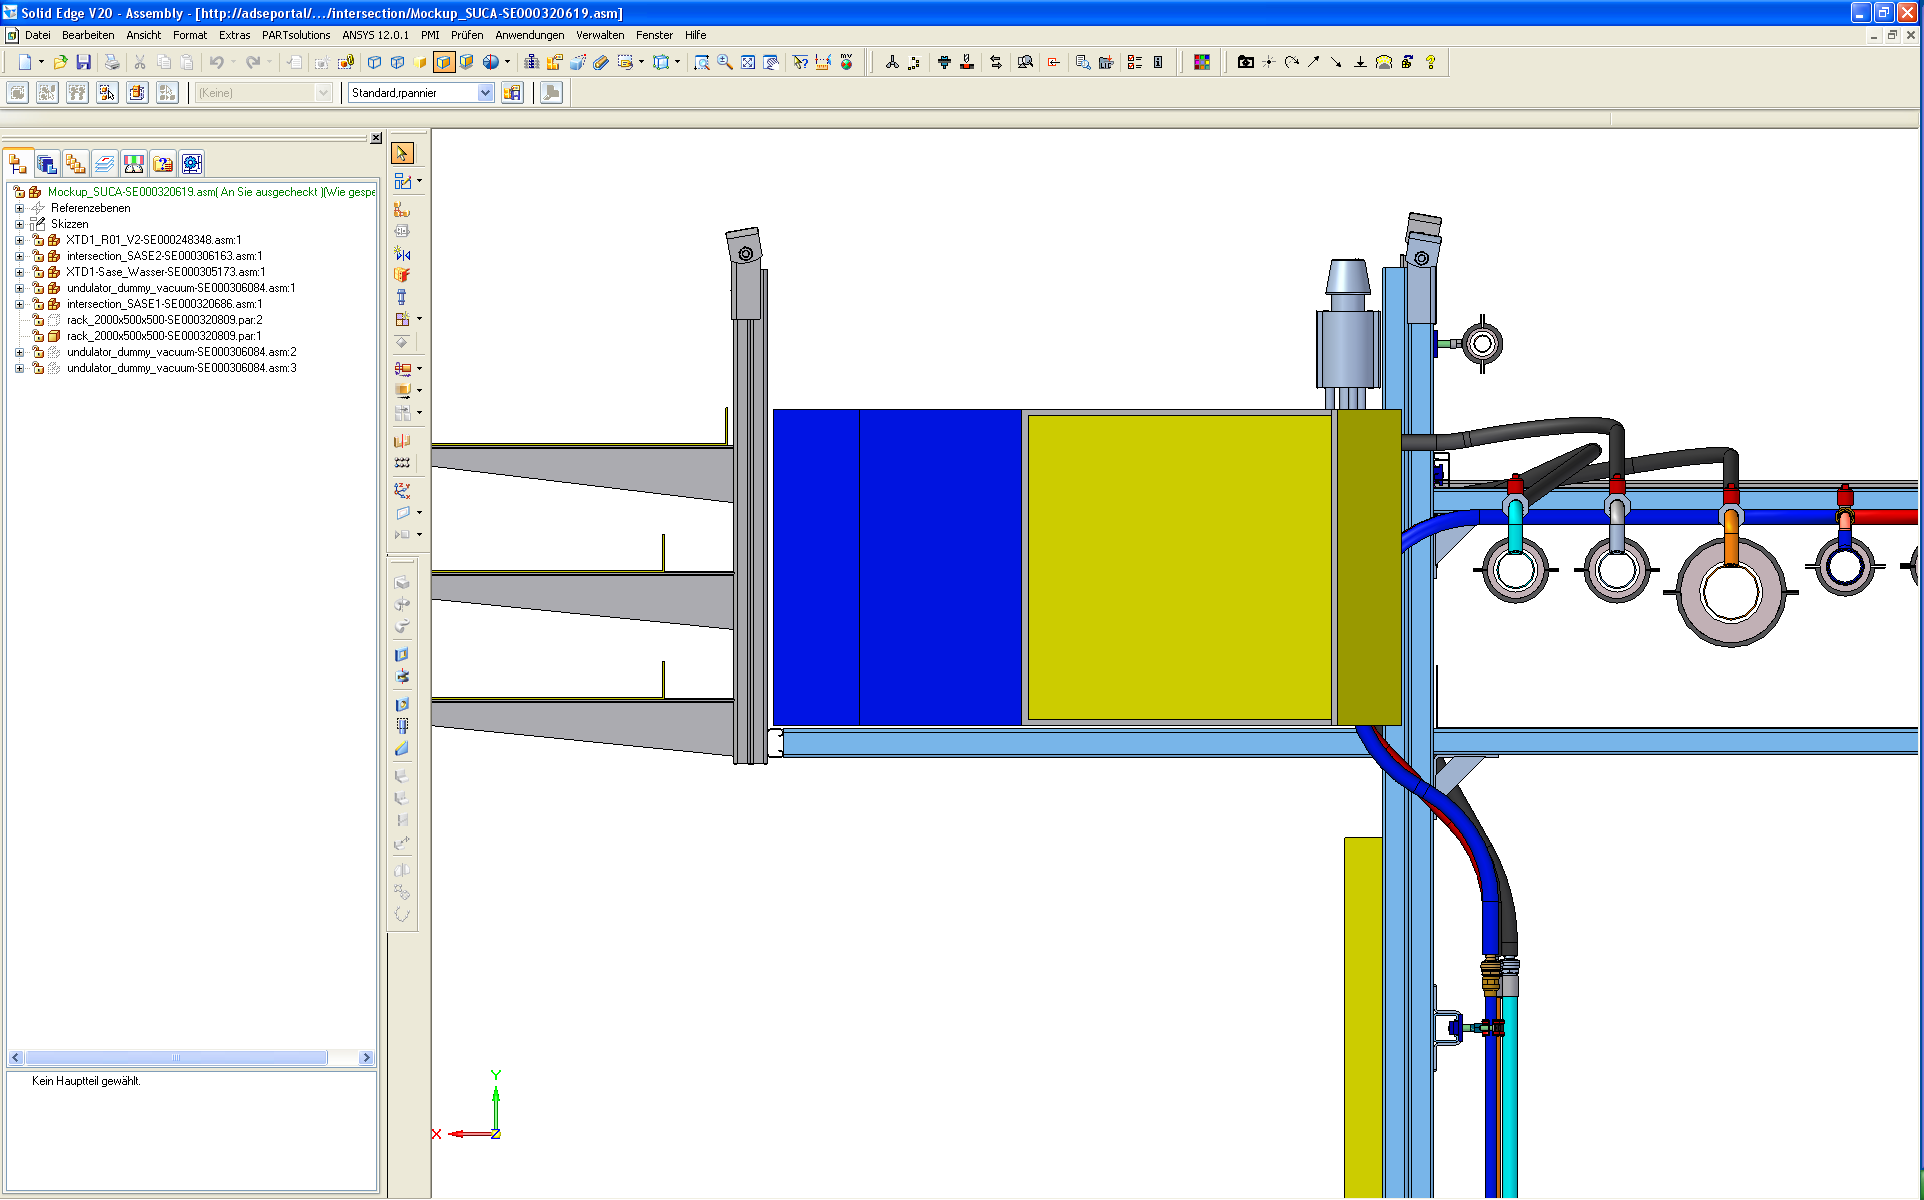 Solid Edge V20 - Assembly - [http://adseportal/.../intersection/Mockup_SUCA-SE000320619.asm]
Datei Bearbeiten Ansicht Format Extras PARTsolutions ANSYS 12.0.1 PMI Prüfen Anwendungen Verwalten Fenster Hilfe
(Keine) Standard,rpannier
Mockup_SUCA-SE000320619.asm( An Sie ausgecheckt )(Wie gespe
Referenzebenen
Skizzen
XTD1_R01_V2-SE000248348.asm:1
intersection_SASE2-SE000306163.asm:1
XTD1-Sase_Wasser-SE000305173.asm:1
undulator_dummy_vacuum-SE000306084.asm:1
intersection_SASE1-SE000320686.asm:1
rack_2000x500x500-SE000320809.par:2
rack_2000x500x500-SE000320809.par:1
undulator_dummy_vacuum-SE000306084.asm:2
undulator_dummy_vacuum-SE000306084.asm:3
Kein Hauptteil gewählt.
Y
X
Z